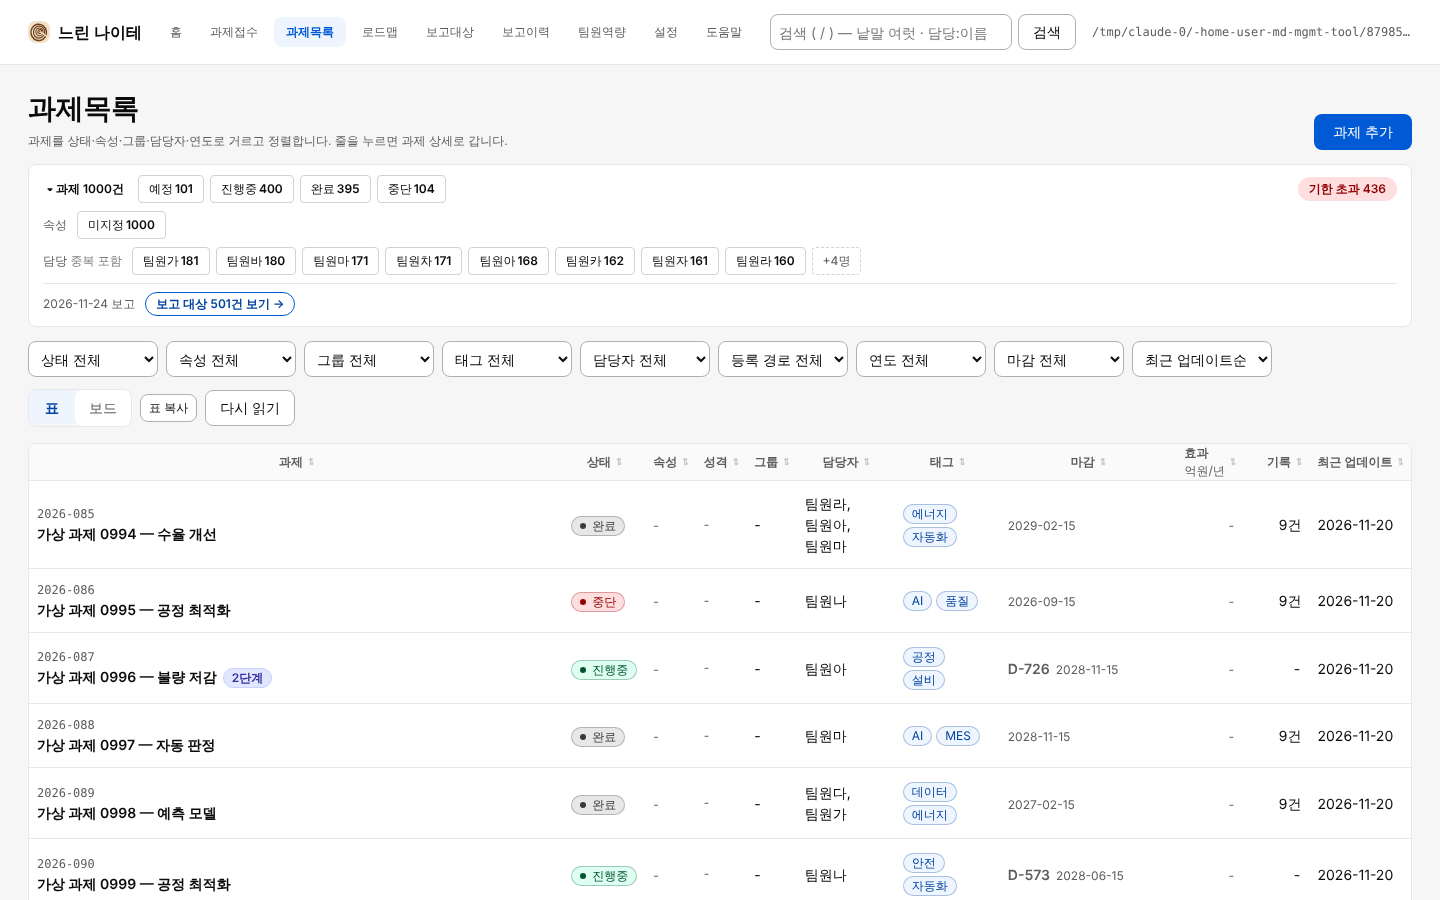 느린 나이테 홈 과제접수 과제목록 로드맵 보고대상 보고이력 팀원역량 설정 도움말 검색 ( / ) — 낱말 여럿 · 담당:이름 검색 /tmp/claude-0/-home-user-md-mgmt-tool/87985…
과제목록
과제를 상태·속성·그룹·담당자·연도로 거르고 정렬합니다. 줄을 누르면 과제 상세로 갑니다.
과제 추가
과제 1000건 예정 101 진행중 400 완료 395 중단 104 기한 초과 436
속성 미지정 1000
담당 중복 포함 팀원가 181 팀원바 180 팀원마 171 팀원차 171 팀원아 168 팀원카 162 팀원자 161 팀원라 160 +4명
2026-11-24 보고 보고 대상 501건 보기 →
상태 전체 속성 전체 그룹 전체 태그 전체 담당자 전체 등록 경로 전체 연도 전체 마감 전체 최근 업데이트순
표 보드 표 복사 다시 읽기
과제 ⇅ 상태 ⇅ 속성 ⇅ 성격 ⇅ 그룹 ⇅ 담당자 ⇅ 태그 ⇅ 마감 ⇅ 효과 억원/년 ⇅ 기록 ⇅ 최근 업데이트 ⇅
2026-085
가상 과제 0994 — 수율 개선 완료 - - - 팀원라, 팀원아, 팀원마 에너지 자동화 2029-02-15 - 9건 2026-11-20
2026-086
가상 과제 0995 — 공정 최적화 중단 - - - 팀원나 AI 품질 2026-09-15 - 9건 2026-11-20
2026-087
가상 과제 0996 — 불량 저감 2단계 진행중 - - - 팀원아 공정 설비 D-726 2028-11-15 - - 2026-11-20
2026-088
가상 과제 0997 — 자동 판정 완료 - - - 팀원마 AI MES 2028-11-15 - 9건 2026-11-20
2026-089
가상 과제 0998 — 예측 모델 완료 - - - 팀원다, 팀원가 데이터 에너지 2027-02-15 - 9건 2026-11-20
2026-090
가상 과제 0999 — 공정 최적화 진행중 - - - 팀원나 안전 자동화 D-573 2028-06-15 - - 2026-11-20